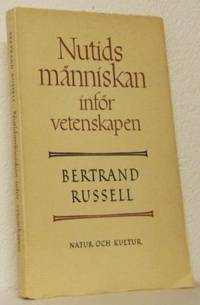 Nutids
människan
inför
vetenskapen
BERTRAND
RUSSELL
NATUR OCH KULTUR